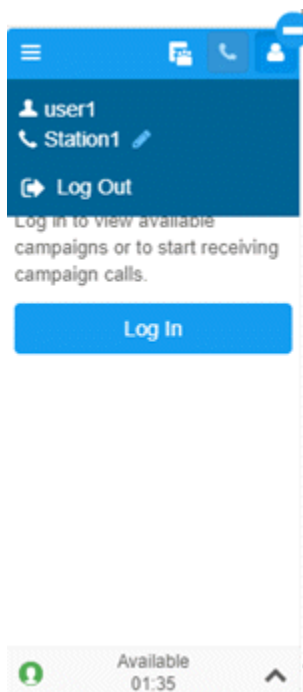 user1
Station1
Log Out
Log in to view available
campaigns or to start receiving
campaign calls.
Log In
Available
01:35